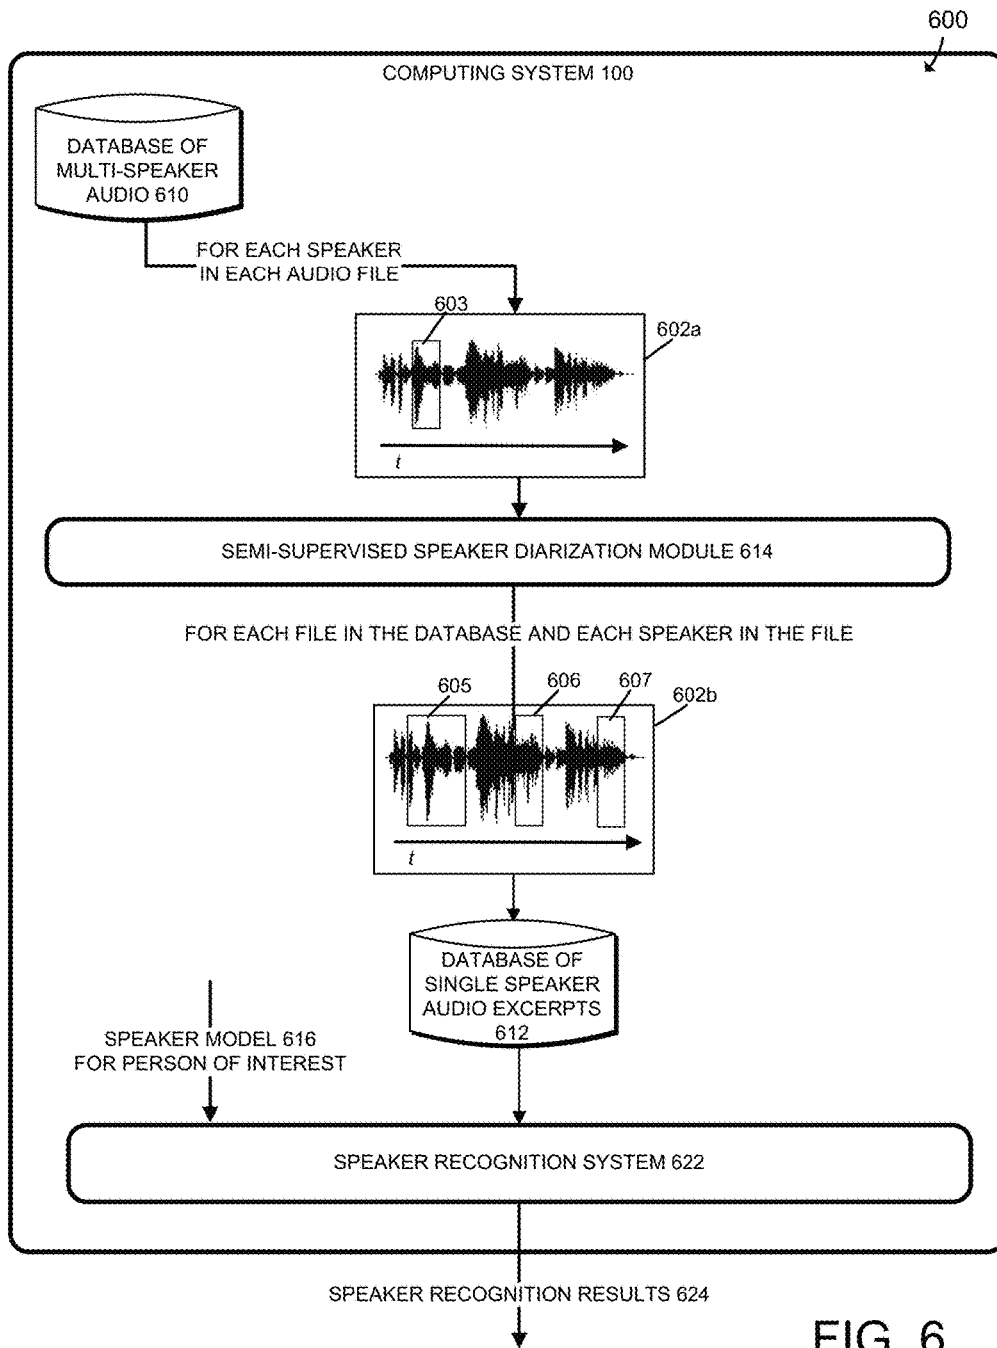 600
COMPUTING SYSTEM 100
DATABASE OF
MULTI-SPEAKER
AUDIO 610
FOR EACH SPEAKER
IN EACH AUDIO FILE
603
602a
t
SEMI-SUPERVISED SPEAKER DIARIZATION MODULE 614
FOR EACH FILE IN THE DATABASE AND EACH SPEAKER IN THE FILE
605
606
607
602b
t
DATABASE OF
SINGLE SPEAKER
AUDIO EXCERPTS
612
SPEAKER MODEL 616
FOR PERSON OF INTEREST
SPEAKER RECOGNITION SYSTEM 622
SPEAKER RECOGNITION RESULTS 624
FIG. 6